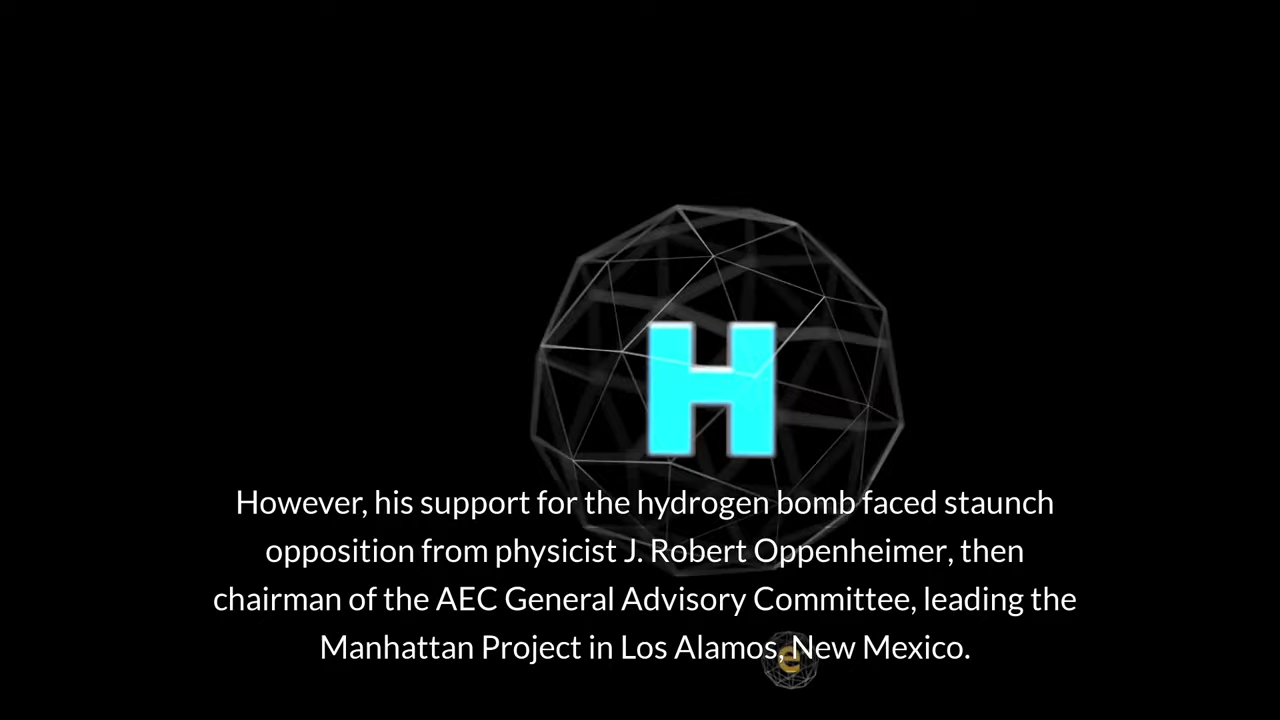 H
However, his support for the hydrogen bomb faced staunch
opposition from physicist J. Robert Oppenheimer, then
chairman of the AEC General Advisory Committee, leading the
Manhattan Project in Los Alamos, New Mexico.
e